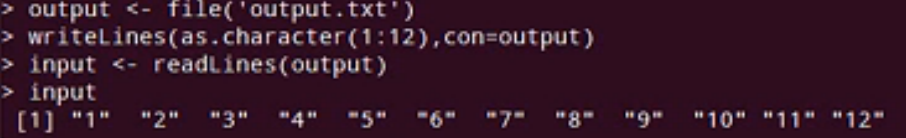 > output <- file('output.txt')
> writeLines(as.character(1:12),con=output)
> input <- readLines(output)
> input
 [1] "1"  "2"  "3"  "4"  "5"  "6"  "7"  "8"  "9"  "10" "11" "12"